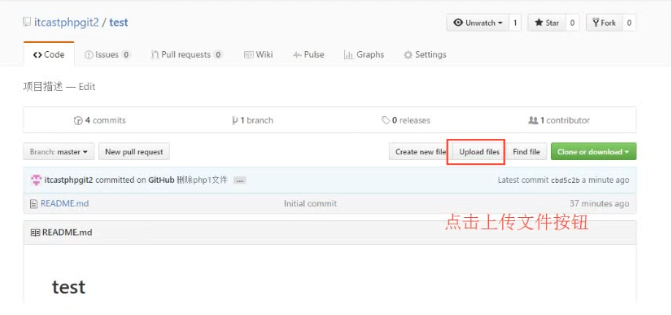 itcastphpgit2 / test
Unwatch 1 Star 0 Fork 0
Code Issues 0 Pull requests 0 Wiki Pulse Graphs Settings
项目描述 — Edit
4 commits 1 branch 0 releases 1 contributor
Branch: master New pull request Create new file Upload files Find file Clone or download
itcastphpgit2 committed on GitHub 删除php1文件 ... Latest commit cbd5c2b a minute ago
README.md Initial commit 37 minutes ago
点击上传文件按钮
README.md
test